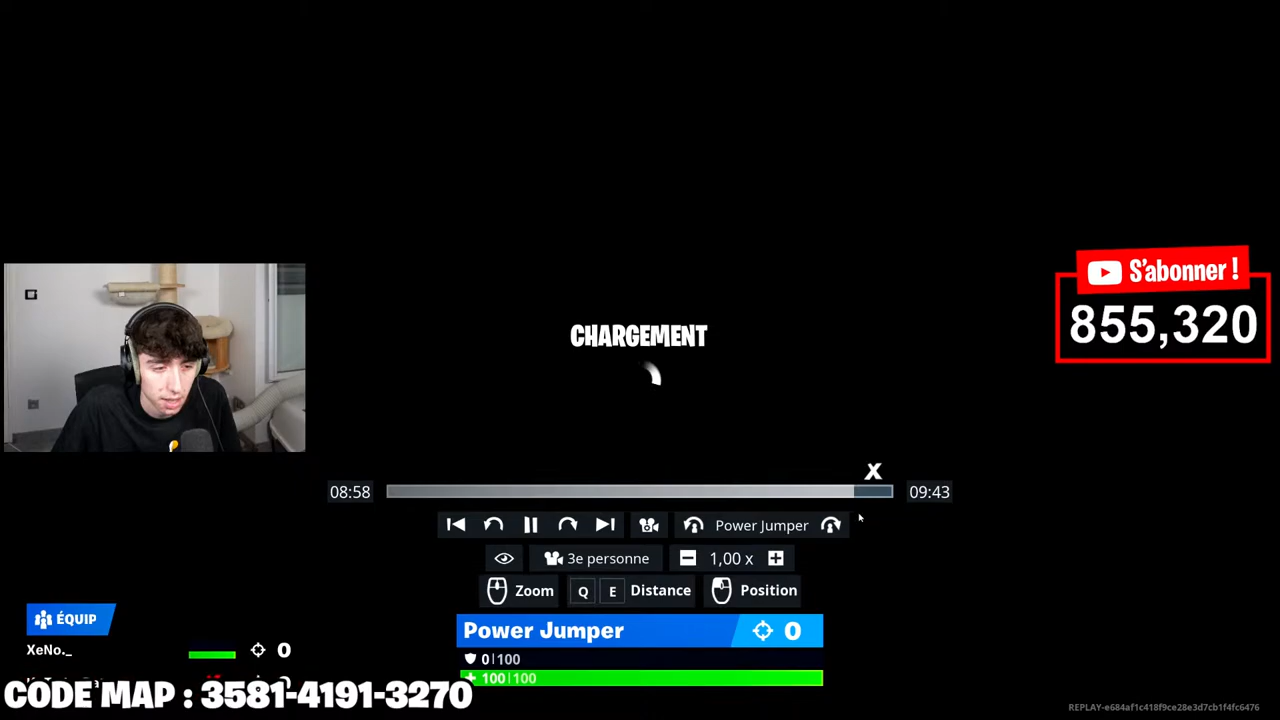 S'abonner !
855,320
CHARGEMENT
X
08:58
09:43
Power Jumper
3e personne
1,00 x
Zoom
Q E Distance
Position
ÉQUIP
Power Jumper 0
XeNo._ 0
0|100
100|100
CODE MAP : 3581-4191-3270
REPLAY-e684af1c418f9ce28e3d7cb1f4fc6476